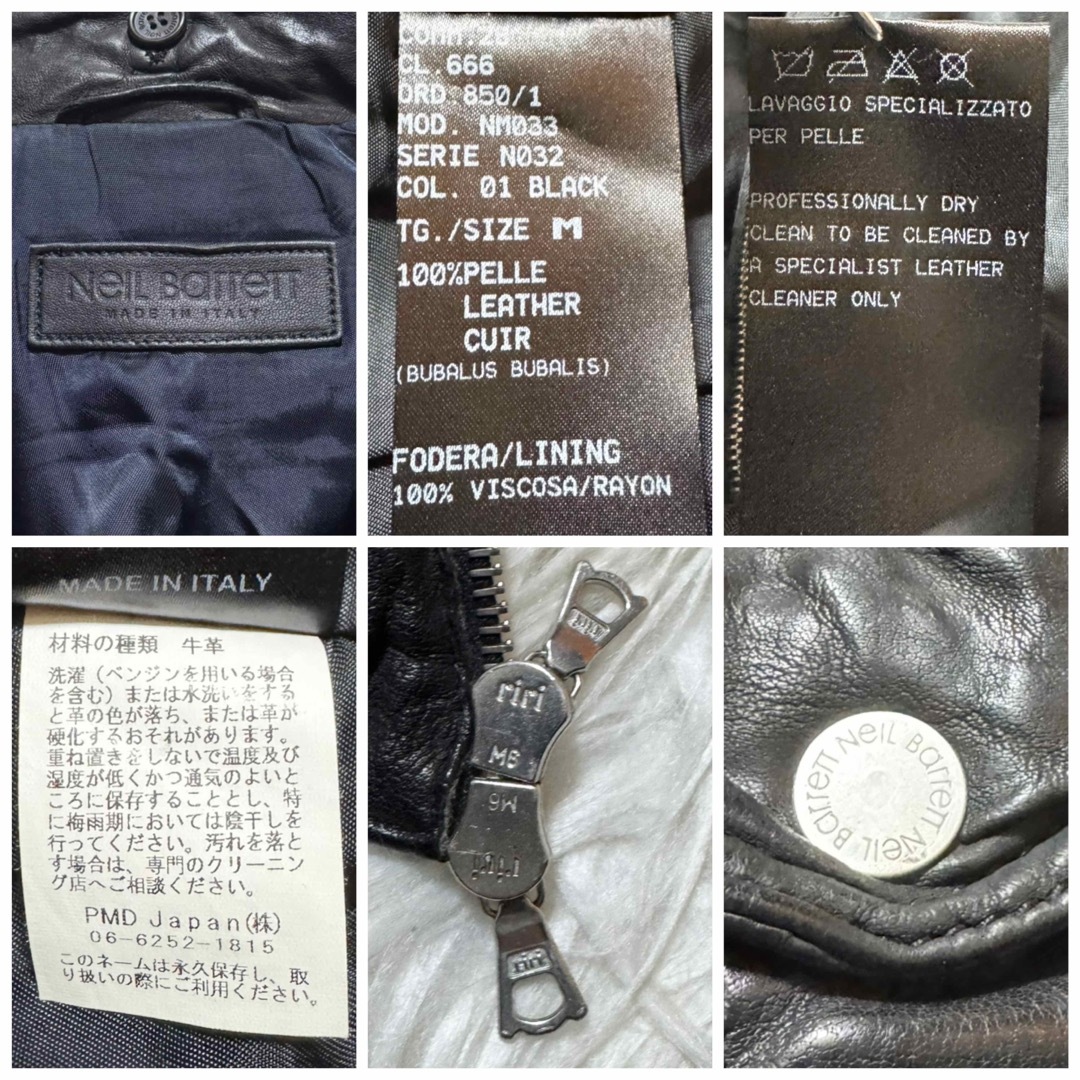 NEIL BARRETT
MADE IN ITALY
COMM.28
CL.666
ORD.850/1
MOD. NM033
SERIE N032
COL. 01 BLACK
TG./SIZE M
100%PELLE
LEATHER
CUIR
(BUBALUS BUBALIS)
FODERA/LINING
100% VISCOSA/RAYON
LAVAGGIO SPECIALIZZATO
PER PELLE
PROFESSIONALLY DRY
CLEAN TO BE CLEANED BY
A SPECIALIST LEATHER
CLEANER ONLY
MADE IN ITALY
材料の種類 牛革
洗濯（ベンジンを用いる場合
を含む）または水洗いをする
と革の色が落ち、または革が
硬化するおそれがあります。
重ね置きをしないで温度及び
湿度が低くかつ通気のよいと
ころに保存することとし、特
に梅雨期においては陰干しを
行ってください。汚れを落と
す場合は、専門のクリーニン
グ店へご相談ください。
PMD Japan(株)
06-6252-1815
このネームは永久保存し、取
り扱いの際にご利用ください。
riri
riri
M6
M6
riri
riri
NEIL BARRETT NEIL BARRETT